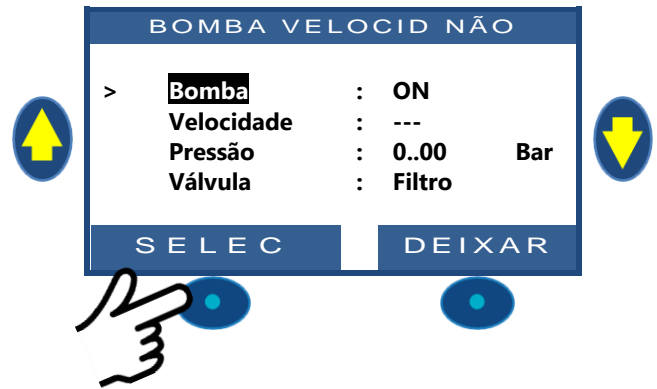 BOMBA VELOCID NÃO
> Bomba : ON
Velocidade : ---
Pressão : 0..00 Bar
Válvula : Filtro
SELEC DEIXAR